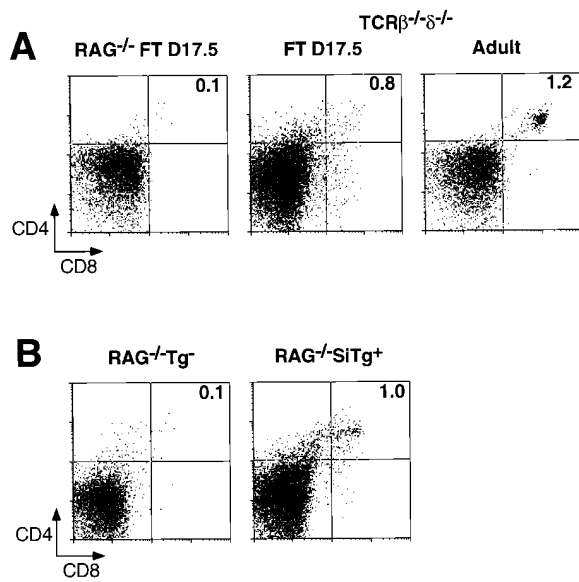 A
TCRβ-/-δ-/-
RAG-/- FT D17.5
FT D17.5
Adult
0.1
0.8
1.2
CD4
CD8
B
RAG-/-Tg-
RAG-/-SiTg+
0.1
1.0
CD4
CD8